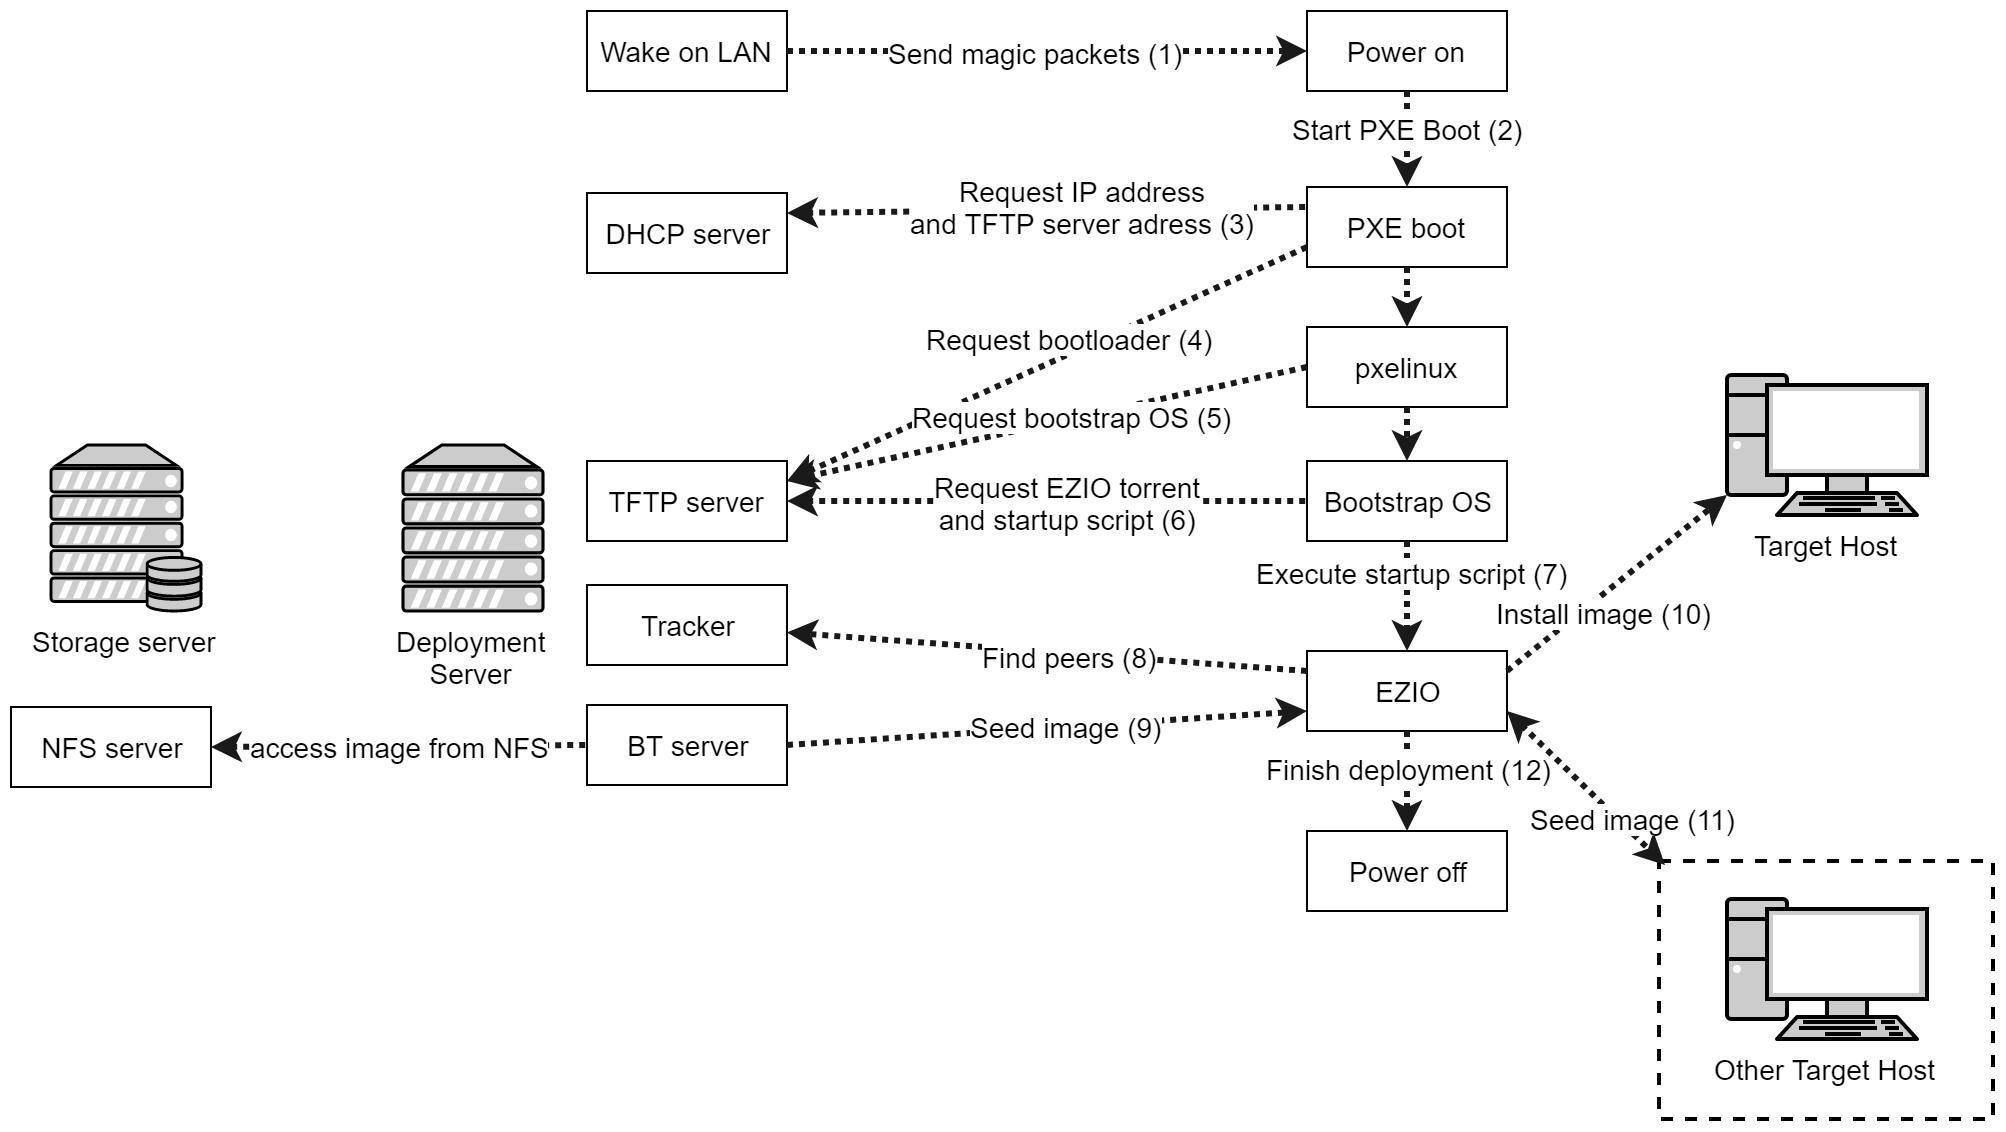 Wake on LAN
Send magic packets (1)
Power on
Start PXE Boot (2)
DHCP server
Request IP address
and TFTP server adress (3)
PXE boot
Request bootloader (4)
pxelinux
Request bootstrap OS (5)
TFTP server
Request EZIO torrent
and startup script (6)
Bootstrap OS
Target Host
Execute startup script (7)
Install image (10)
Storage server
Deployment
Server
Tracker
Find peers (8)
EZIO
NFS server
access image from NFS
BT server
Seed image (9)
Finish deployment (12)
Seed image (11)
Power off
Other Target Host